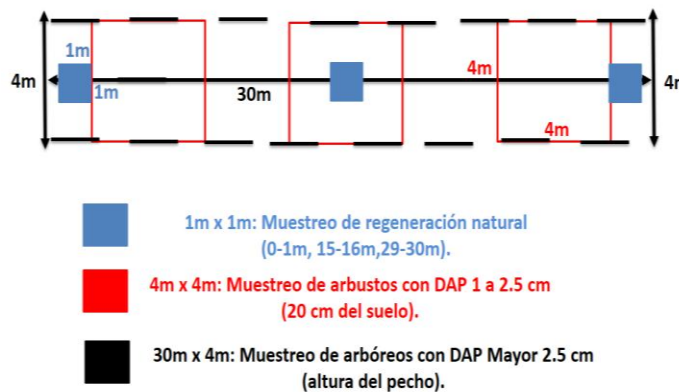 1m
4m
4m
1m
4m
30m
4m
1m x 1m: Muestreo de regeneración natural
(0-1m, 15-16m,29-30m).
4m x 4m: Muestreo de arbustos con DAP 1 a 2.5 cm
(20 cm del suelo).
30m x 4m: Muestreo de arbóreos con DAP Mayor 2.5 cm
(altura del pecho).